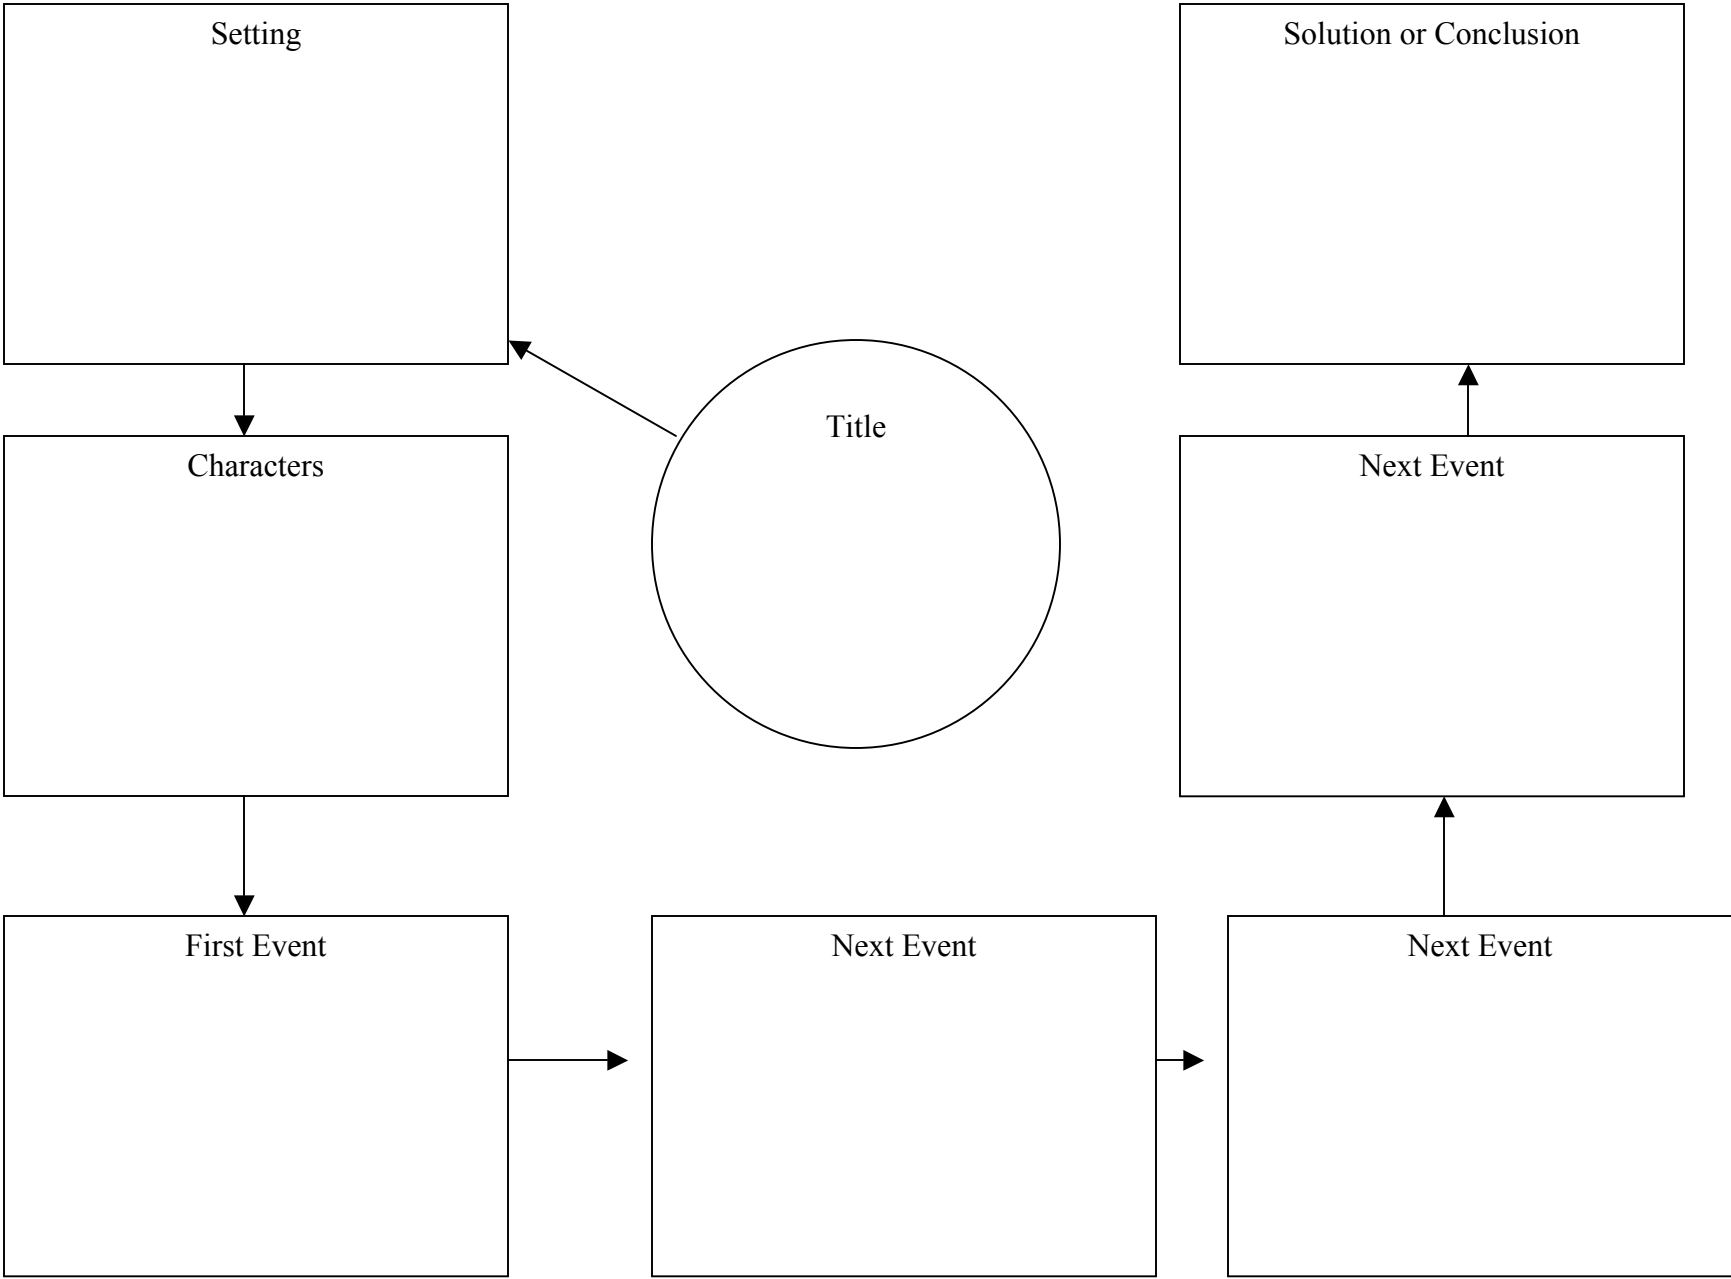 Setting
Solution or Conclusion
Title
Characters
Next Event
First Event
Next Event
Next Event